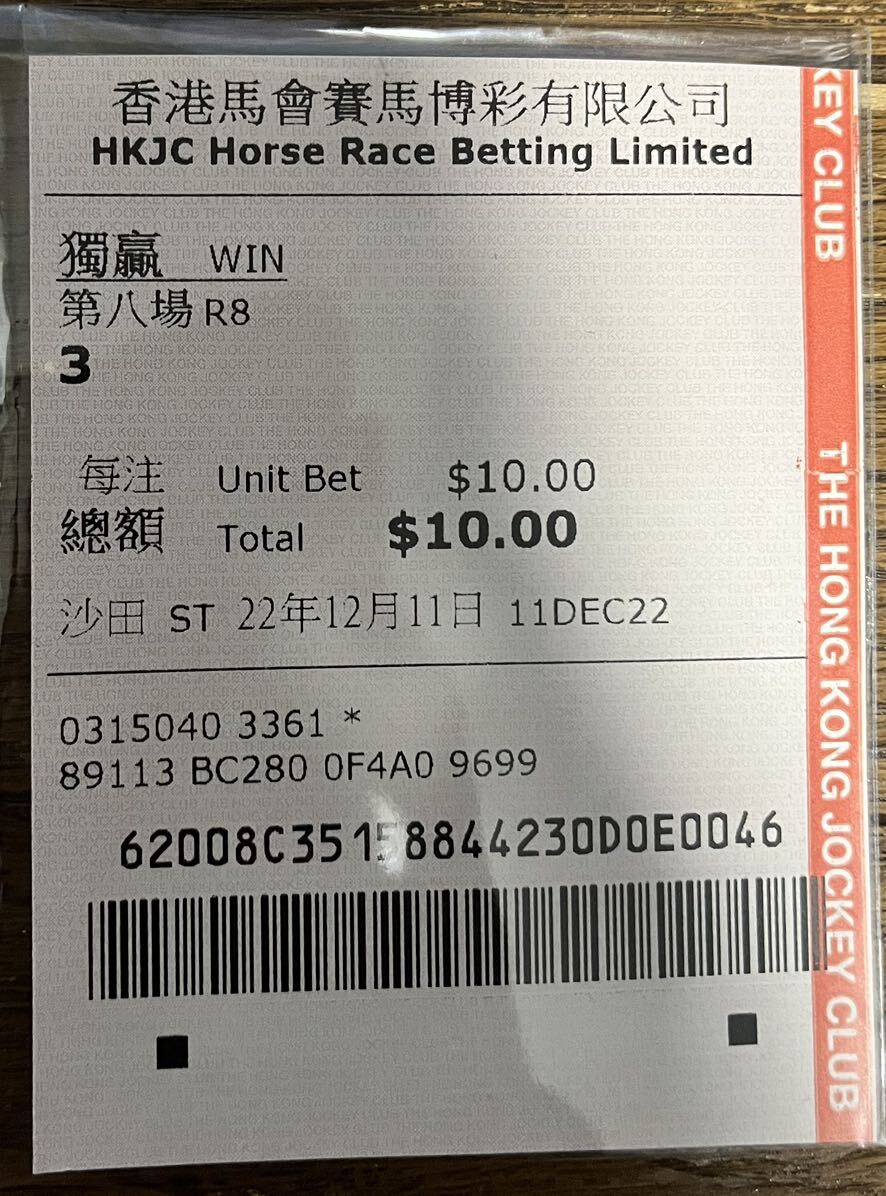 香港馬會賽馬博彩有限公司
HKJC Horse Race Betting Limited
獨贏 WIN
第八場 R8
3
每注 Unit Bet $10.00
總額 Total $10.00
沙田 ST 22年12月11日 11DEC22
0315040 3361 *
89113 BC280 0F4A0 9699
62008C35158844230D0E0046
KEY CLUB THE HONG KONG JOCKEY CLUB